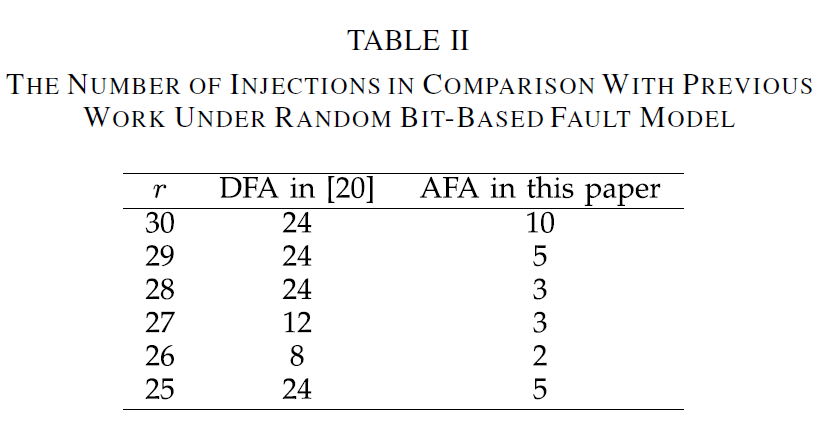 TABLE II
THE NUMBER OF INJECTIONS IN COMPARISON WITH PREVIOUS
WORK UNDER RANDOM BIT-BASED FAULT MODEL
r DFA in [20] AFA in this paper
30 24 10
29 24 5
28 24 3
27 12 3
26 8 2
25 24 5